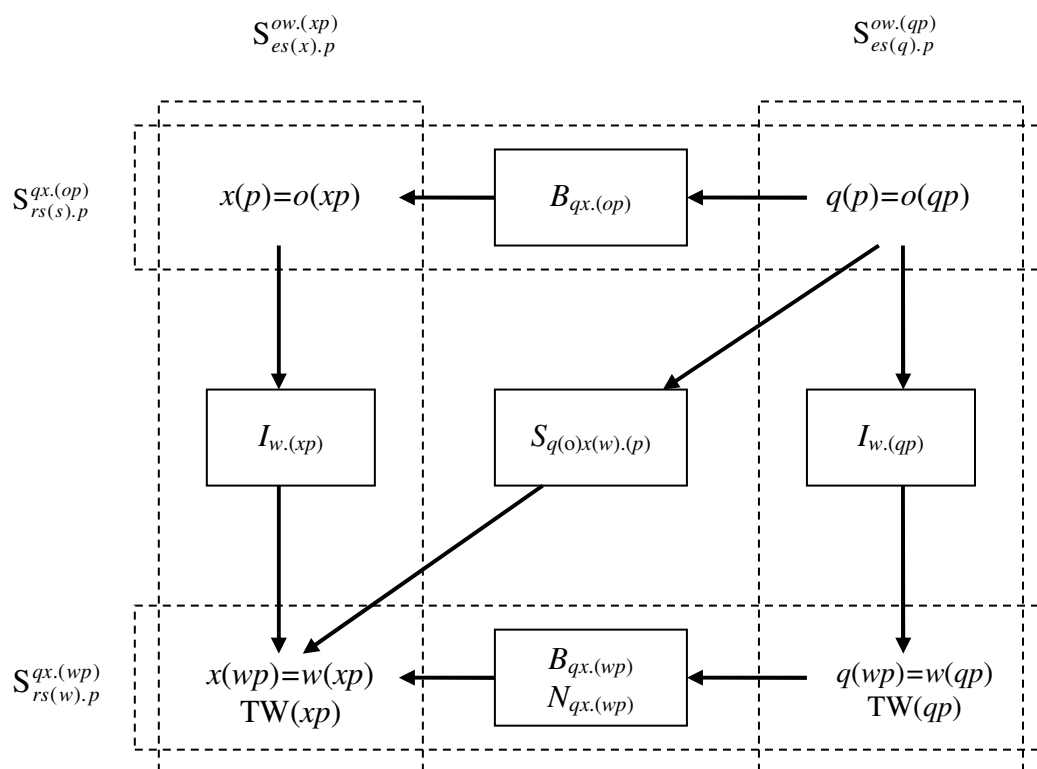 S^{ow.(xp)}_{es(x).p}
S^{ow.(qp)}_{es(q).p}
S^{qx.(op)}_{rs(s).p}
x(p)=o(xp)
B_{qx.(op)}
q(p)=o(qp)
I_{w.(xp)}
S_{q(o)x(w).(p)}
I_{w.(qp)}
S^{qx.(wp)}_{rs(w).p}
x(wp)=w(xp)
TW(xp)
B_{qx.(wp)}
N_{qx.(wp)}
q(wp)=w(qp)
TW(qp)